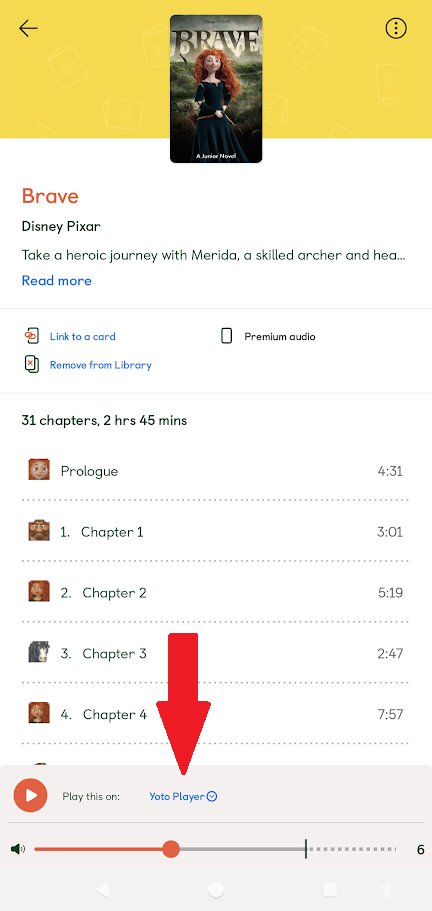 Disney PIXAR
BRAVE
A Junior Novel
Brave
Disney Pixar
Take a heroic journey with Merida, a skilled archer and hea...
Read more
Link to a card
Premium audio
Remove from Library
31 chapters, 2 hrs 45 mins
Prologue 4:31
1. Chapter 1 3:01
2. Chapter 2 5:19
3. Chapter 3 2:47
4. Chapter 4 7:57
Play this on: Yoto Player
6